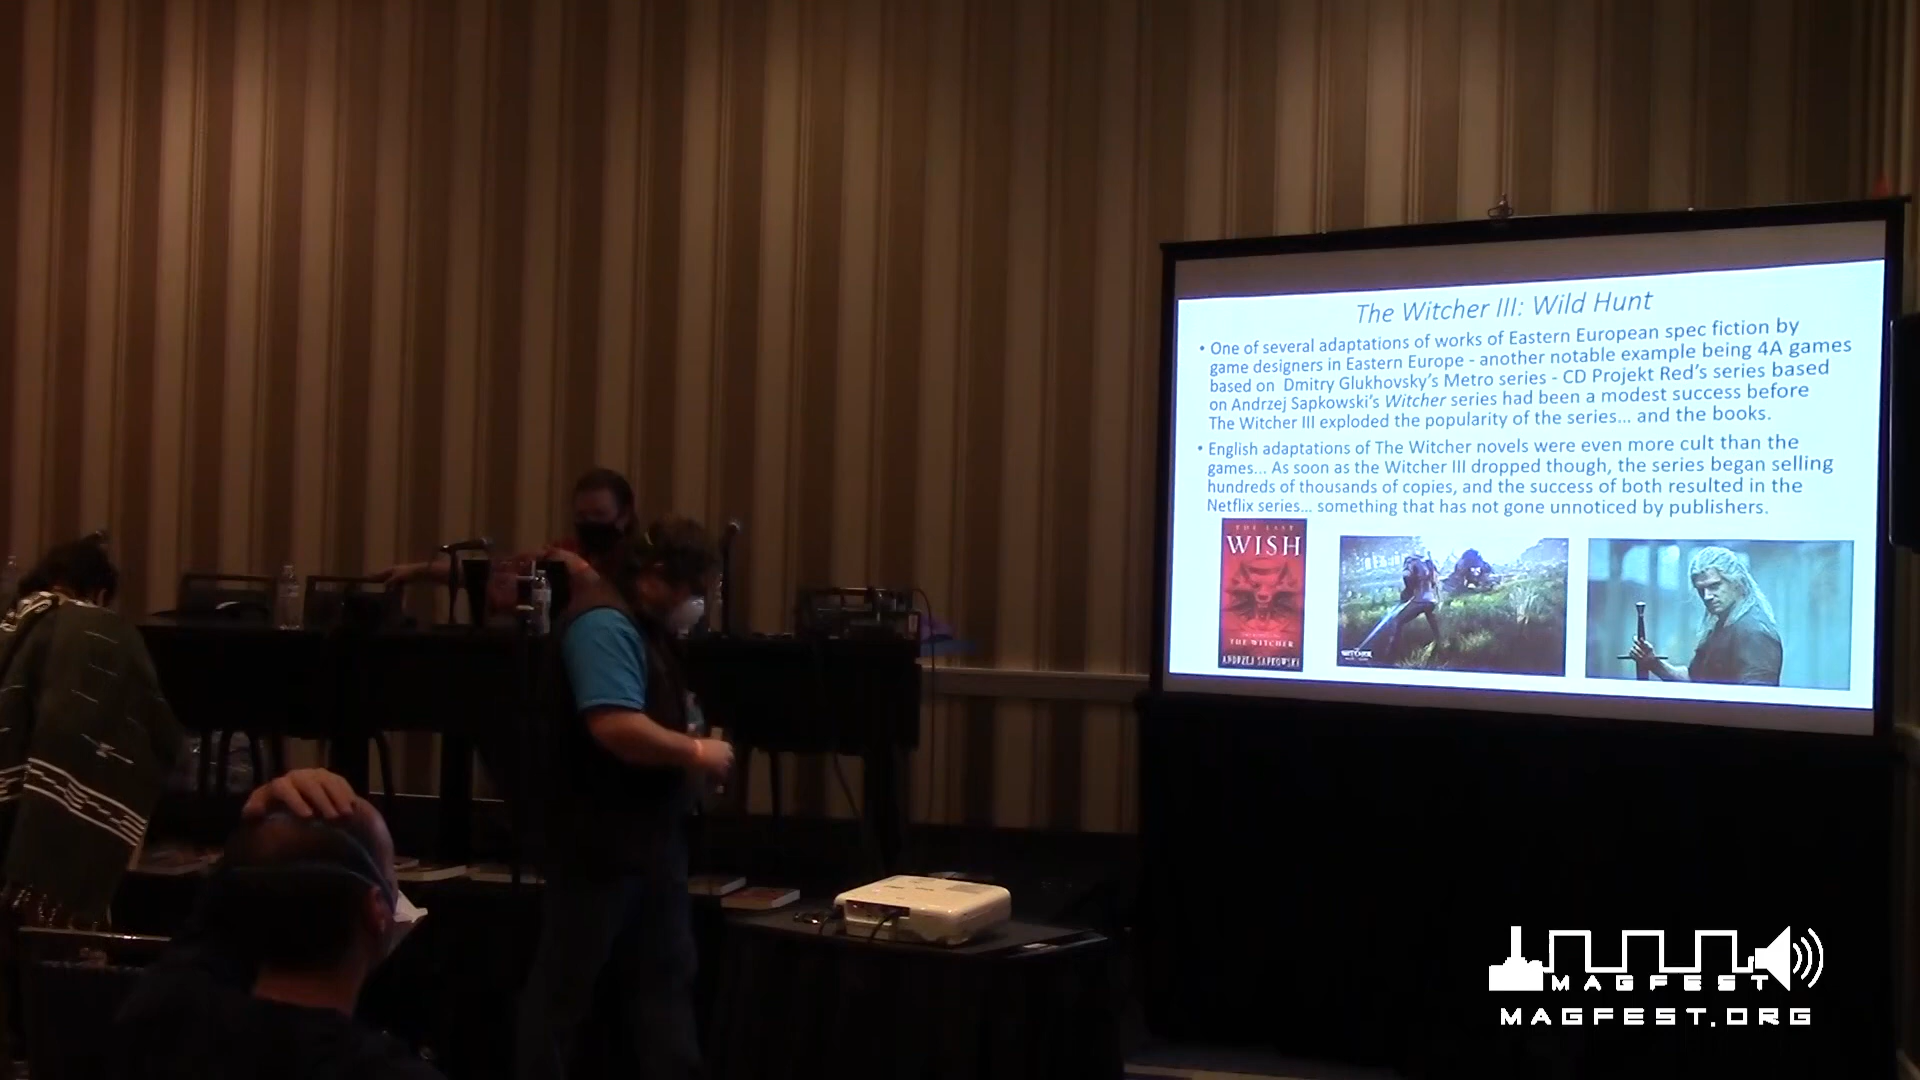 The Witcher III: Wild Hunt
• One of several adaptations of works of Eastern European spec fiction by
game designers in Eastern Europe - another notable example being 4A games
based on Dmitry Glukhovsky's Metro series - CD Projekt Red's series based
on Andrzej Sapkowski's Witcher series had been a modest success before
The Witcher III exploded the popularity of the series... and the books.
• English adaptations of The Witcher novels were even more cult than the
games... As soon as the Witcher III dropped though, the series began selling
hundreds of thousands of copies, and the success of both resulted in the
Netflix series... something that has not gone unnoticed by publishers.
THE LAST
WISH
THE WITCHER
ANDRZEJ SAPKOWSKI
WITCHER
MAGFEST
MAGFEST.ORG